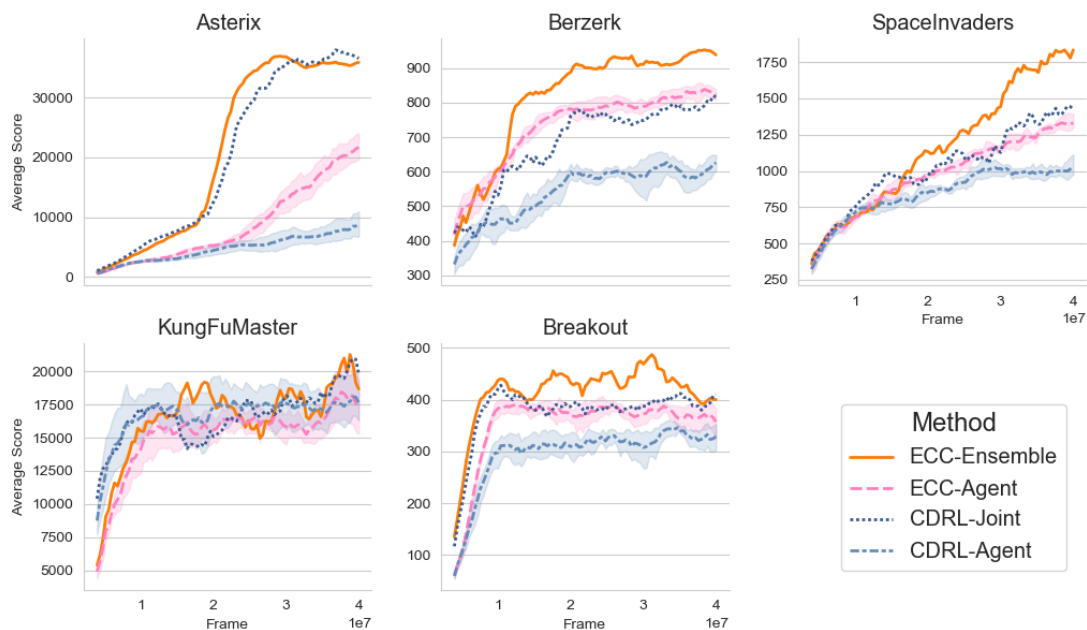 Asterix
Berzerk
SpaceInvaders
Average Score
30000
20000
10000
0
900
800
700
600
500
400
300
1750
1500
1250
1000
750
500
250
1 2 3 4
1e7
Frame
KungFuMaster
Breakout
Average Score
20000
17500
15000
12500
10000
7500
5000
1 2 3 4
1e7
Frame
500
400
300
200
100
1 2 3 4
1e7
Frame
Method
ECC-Ensemble
ECC-Agent
CDRL-Joint
CDRL-Agent